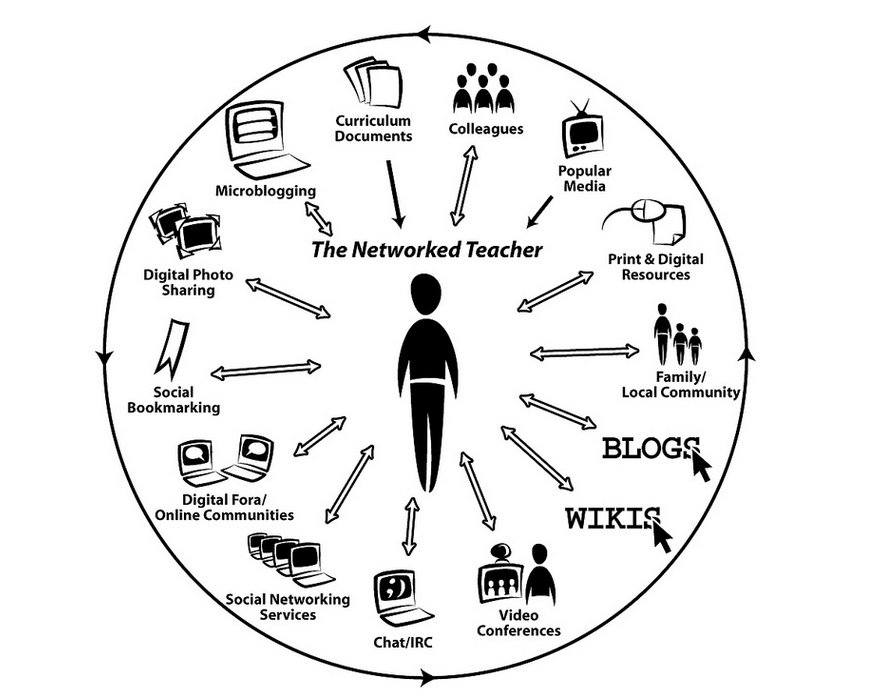 Curriculum
Documents
Colleagues
Popular
Media
Microblogging
The Networked Teacher
Print & Digital
Resources
Digital Photo
Sharing
Family/
Local Community
Social
Bookmarking
BLOGS
Digital Fora/
Online Communities
WIKIS
Social Networking
Services
;)
Chat/IRC
Video
Conferences